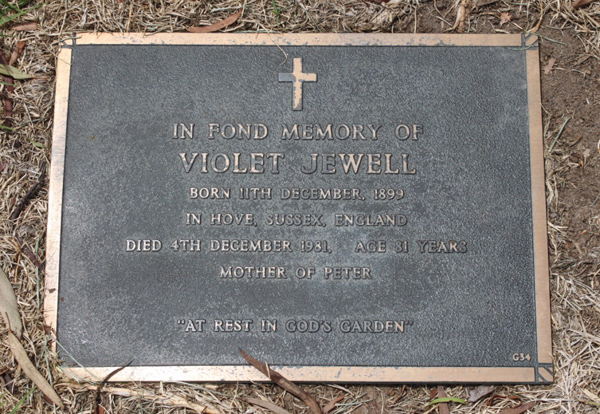 IN FOND MEMORY OF
VIOLET JEWELL
BORN 11TH DECEMBER, 1899
IN HOVE, SUSSEX, ENGLAND
DIED 4TH DECEMBER 1981, AGE 81 YEARS
MOTHER OF PETER
"AT REST IN GOD'S GARDEN"
G34